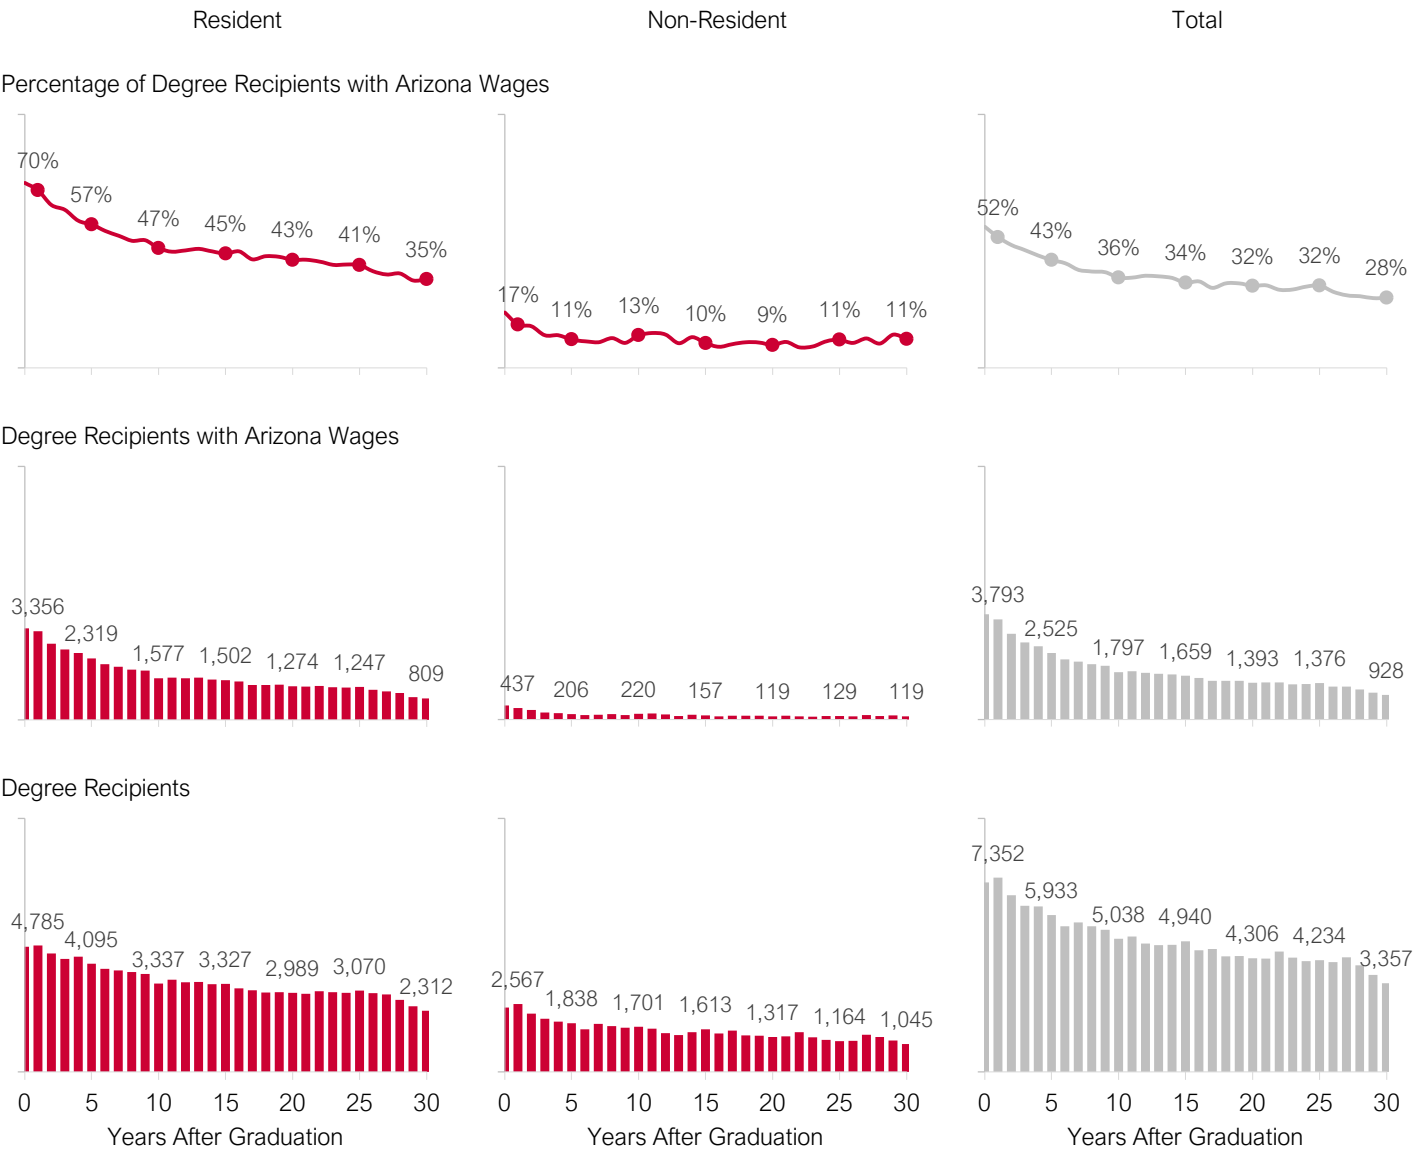 Resident Non-Resident Total
Percentage of Degree Recipients with Arizona Wages
70% 57% 47% 45% 43% 41% 35%
17% 11% 13% 10% 9% 11% 11%
52% 43% 36% 34% 32% 32% 28%
Degree Recipients with Arizona Wages
3,356 2,319 1,577 1,502 1,274 1,247 809
437 206 220 157 119 129 119
3,793 2,525 1,797 1,659 1,393 1,376 928
Degree Recipients
4,785 4,095 3,337 3,327 2,989 3,070 2,312
2,567 1,838 1,701 1,613 1,317 1,164 1,045
7,352 5,933 5,038 4,940 4,306 4,234 3,357
0 5 10 15 20 25 30 0 5 10 15 20 25 30 0 5 10 15 20 25 30
Years After Graduation Years After Graduation Years After Graduation